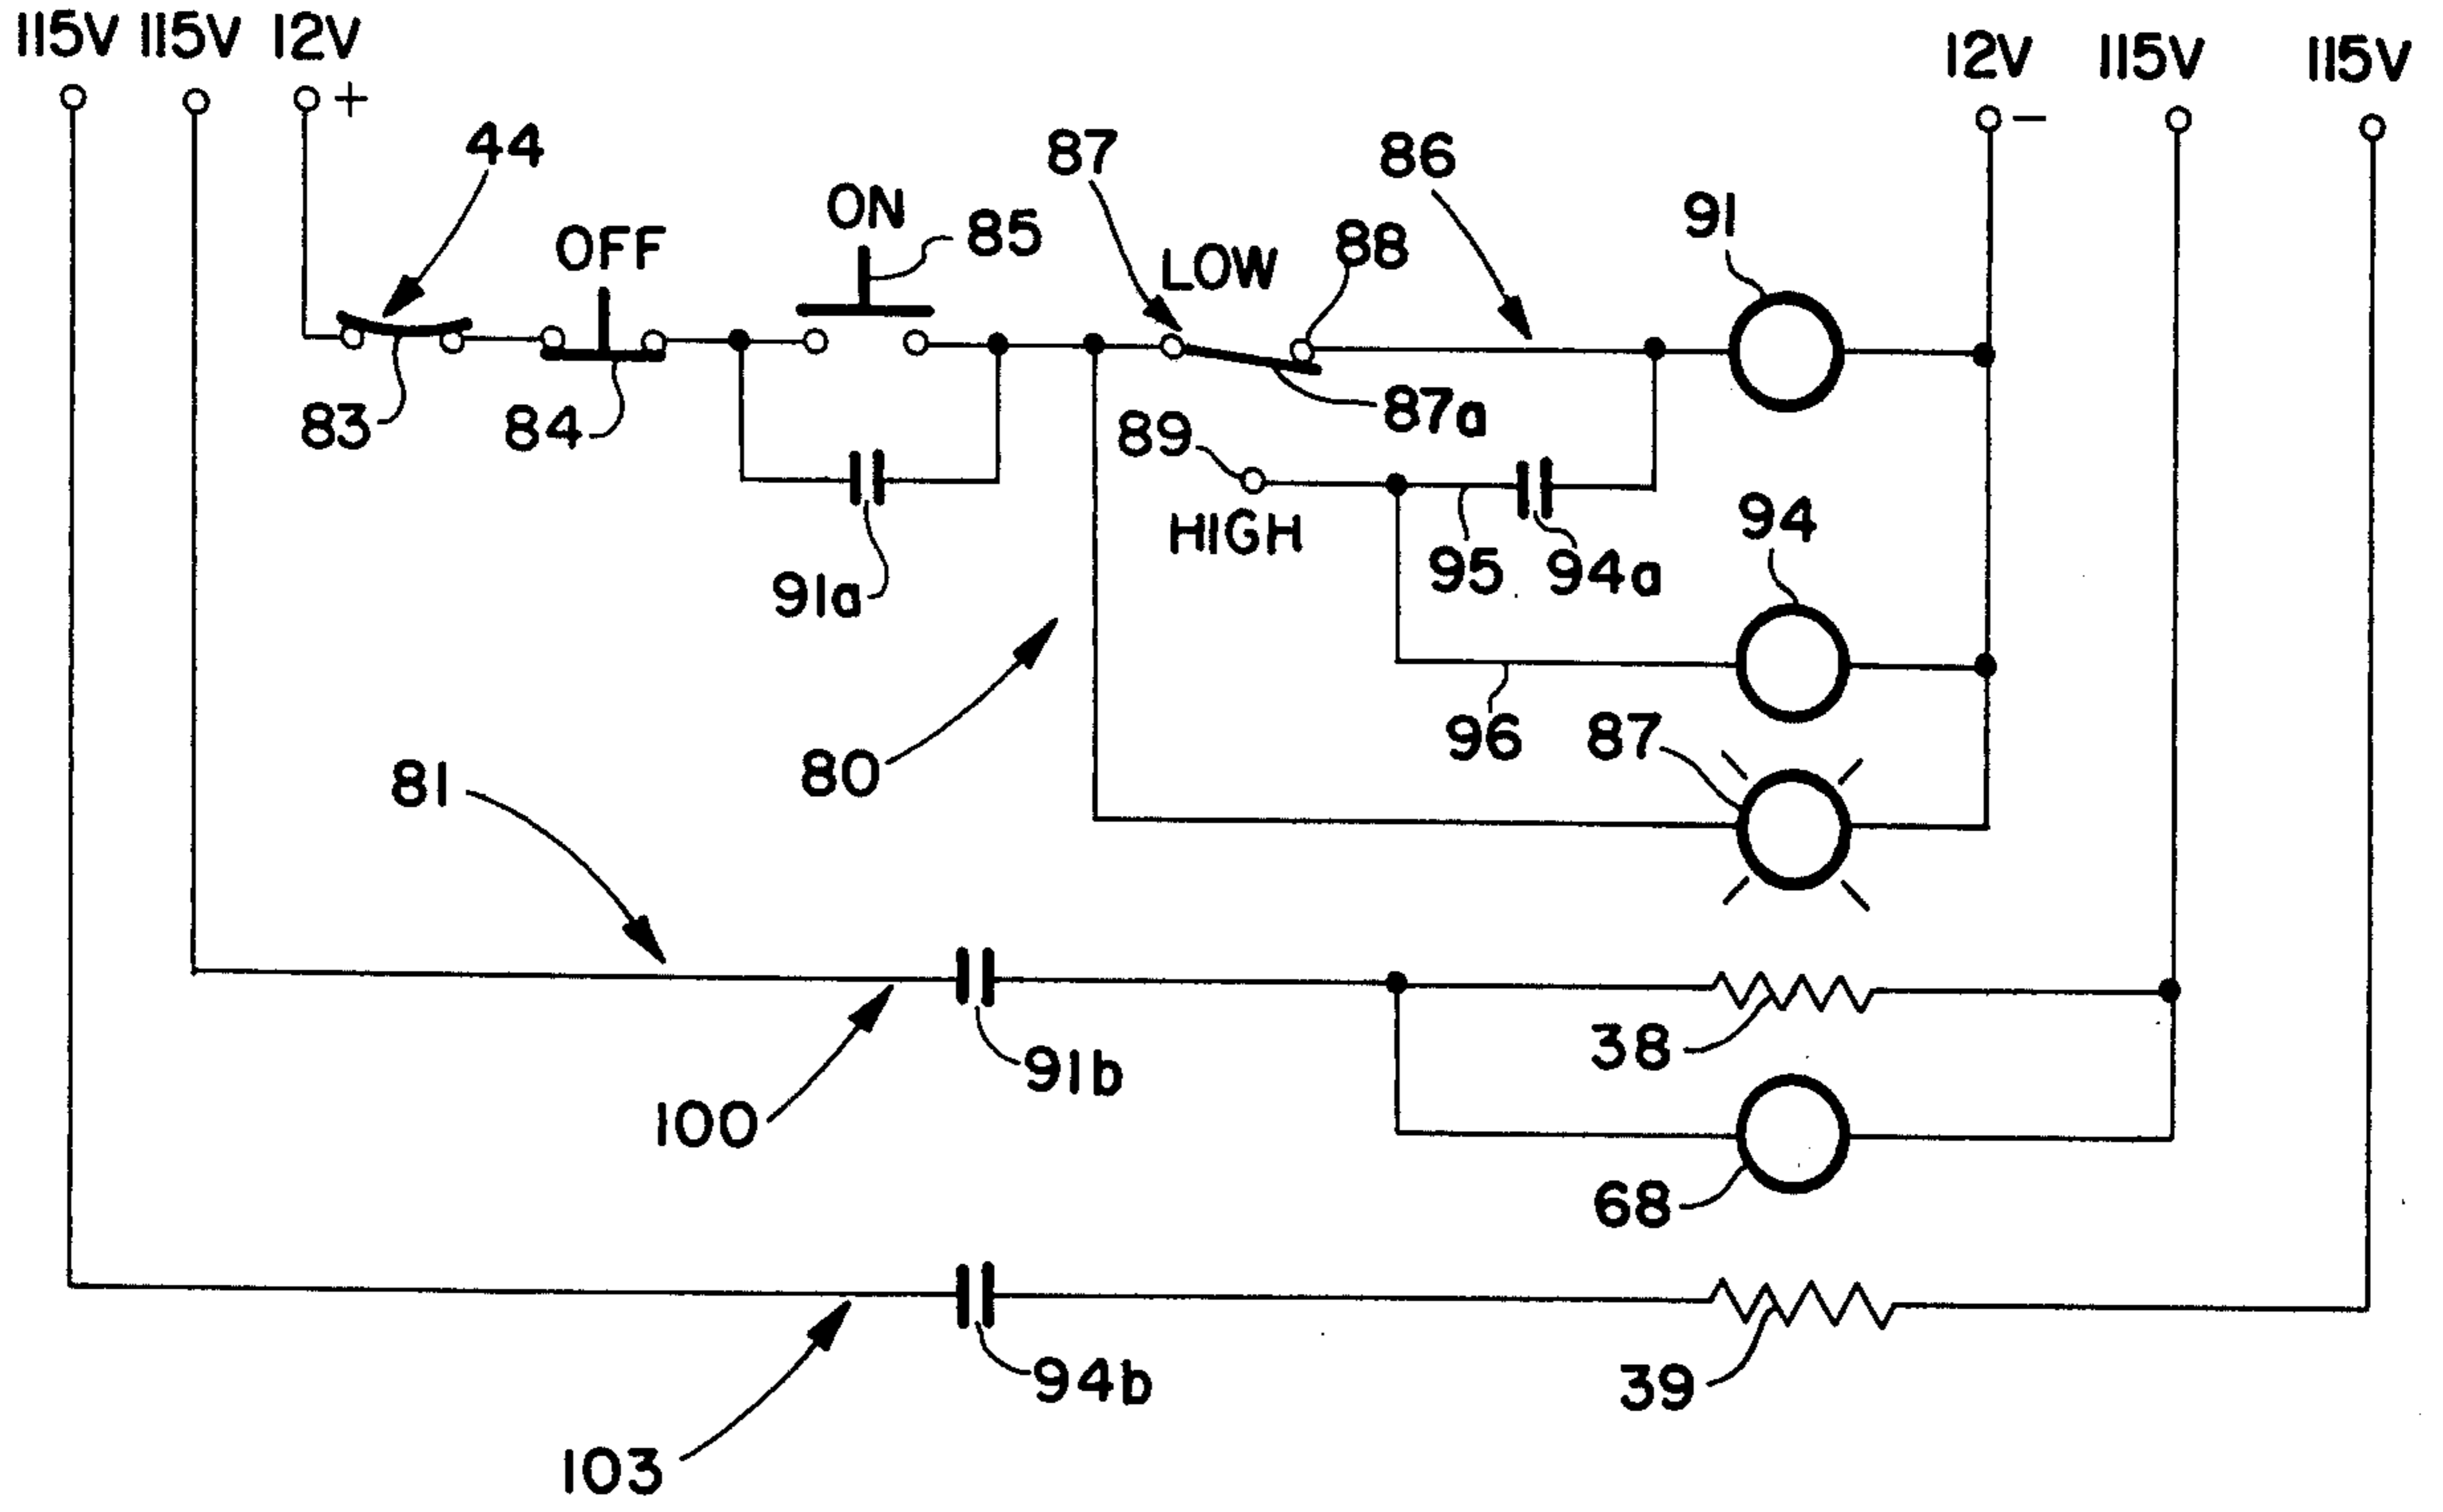 115V 115V 12V
12V 115V 115V
+
−
44
87
86
ON
85
91
OFF
LOW
88
83
84
89
87a
HIGH
94
95
94a
91a
96
87
80
81
38
91b
100
68
39
94b
103